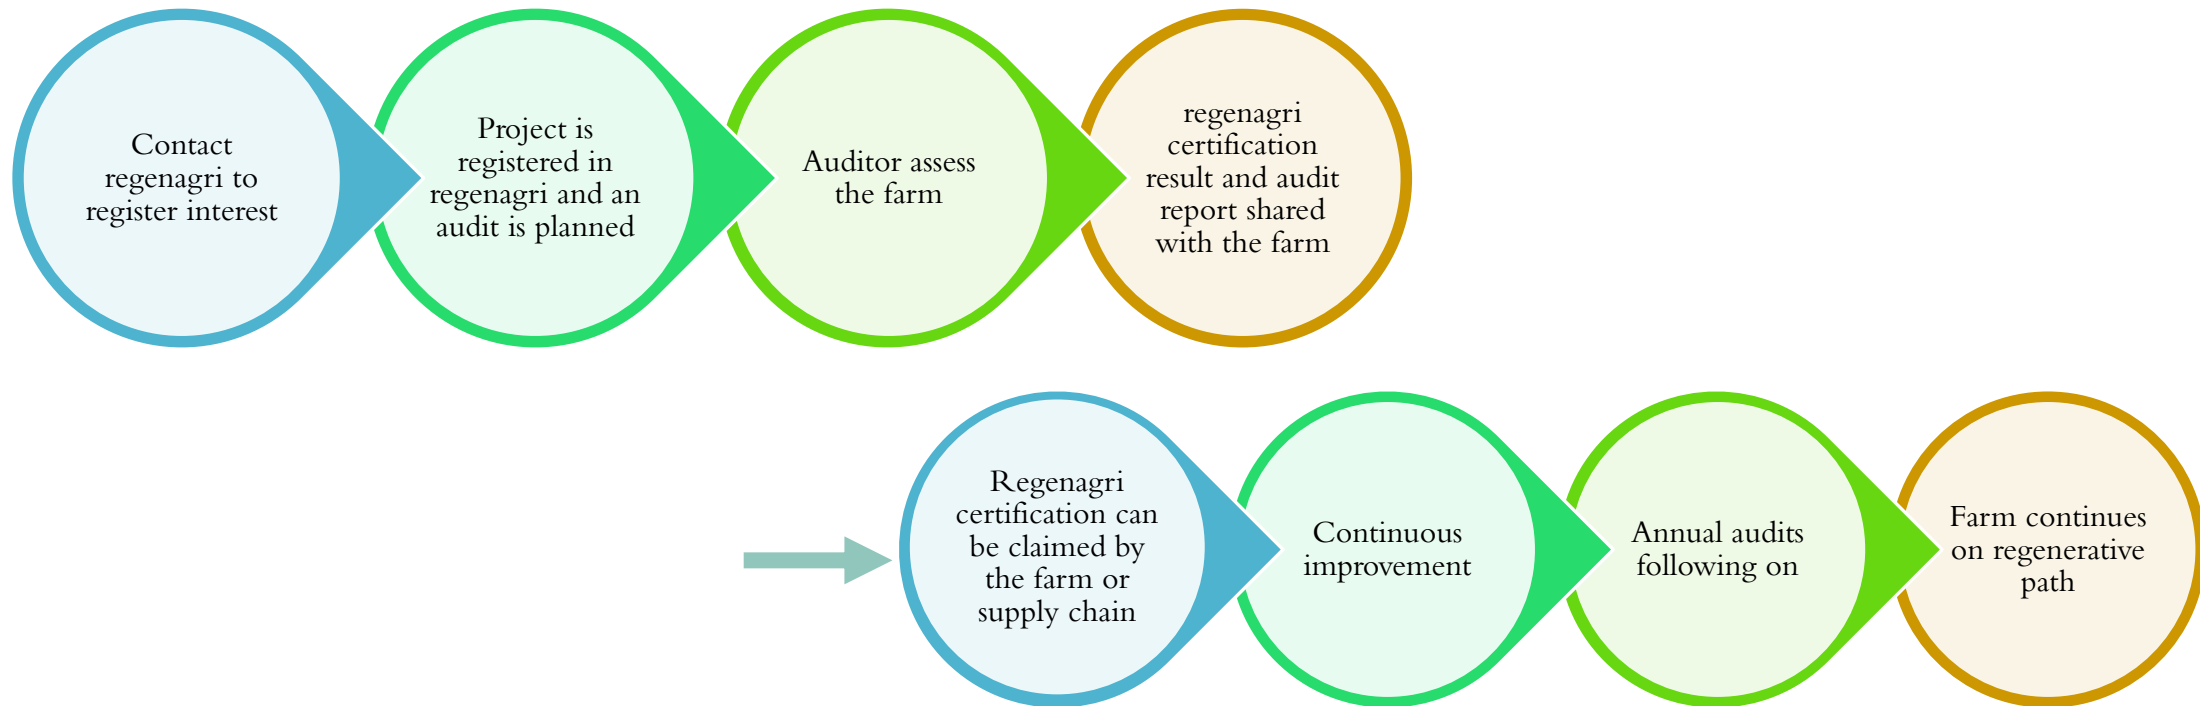 Contact
regenagri to
register interest
Project is
registered in
regenagri and an
audit is planned
Auditor assess
the farm
regenagri
certification
result and audit
report shared
with the farm
Regenagri
certification can
be claimed by
the farm or
supply chain
Continuous
improvement
Annual audits
following on
Farm continues
on regenerative
path